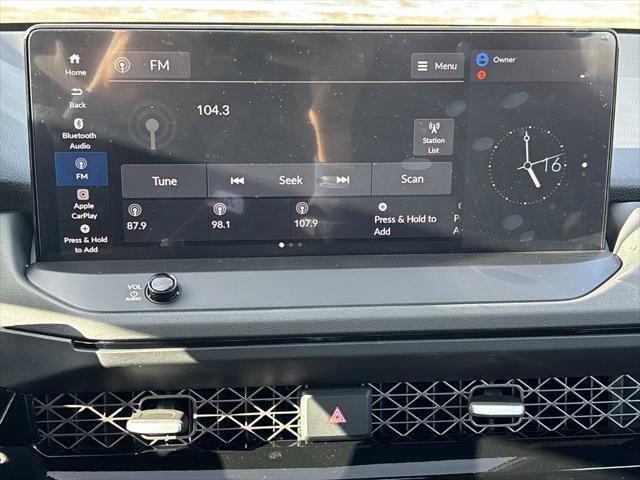 Home
Back
Bluetooth
Audio
FM
Apple
CarPlay
Press & Hold
to Add
FM
Menu
104.3
Station
List
Tune
Seek
Scan
87.9
98.1
107.9
Press & Hold to
Add
P
A
Owner
16
VOL
AUDIO